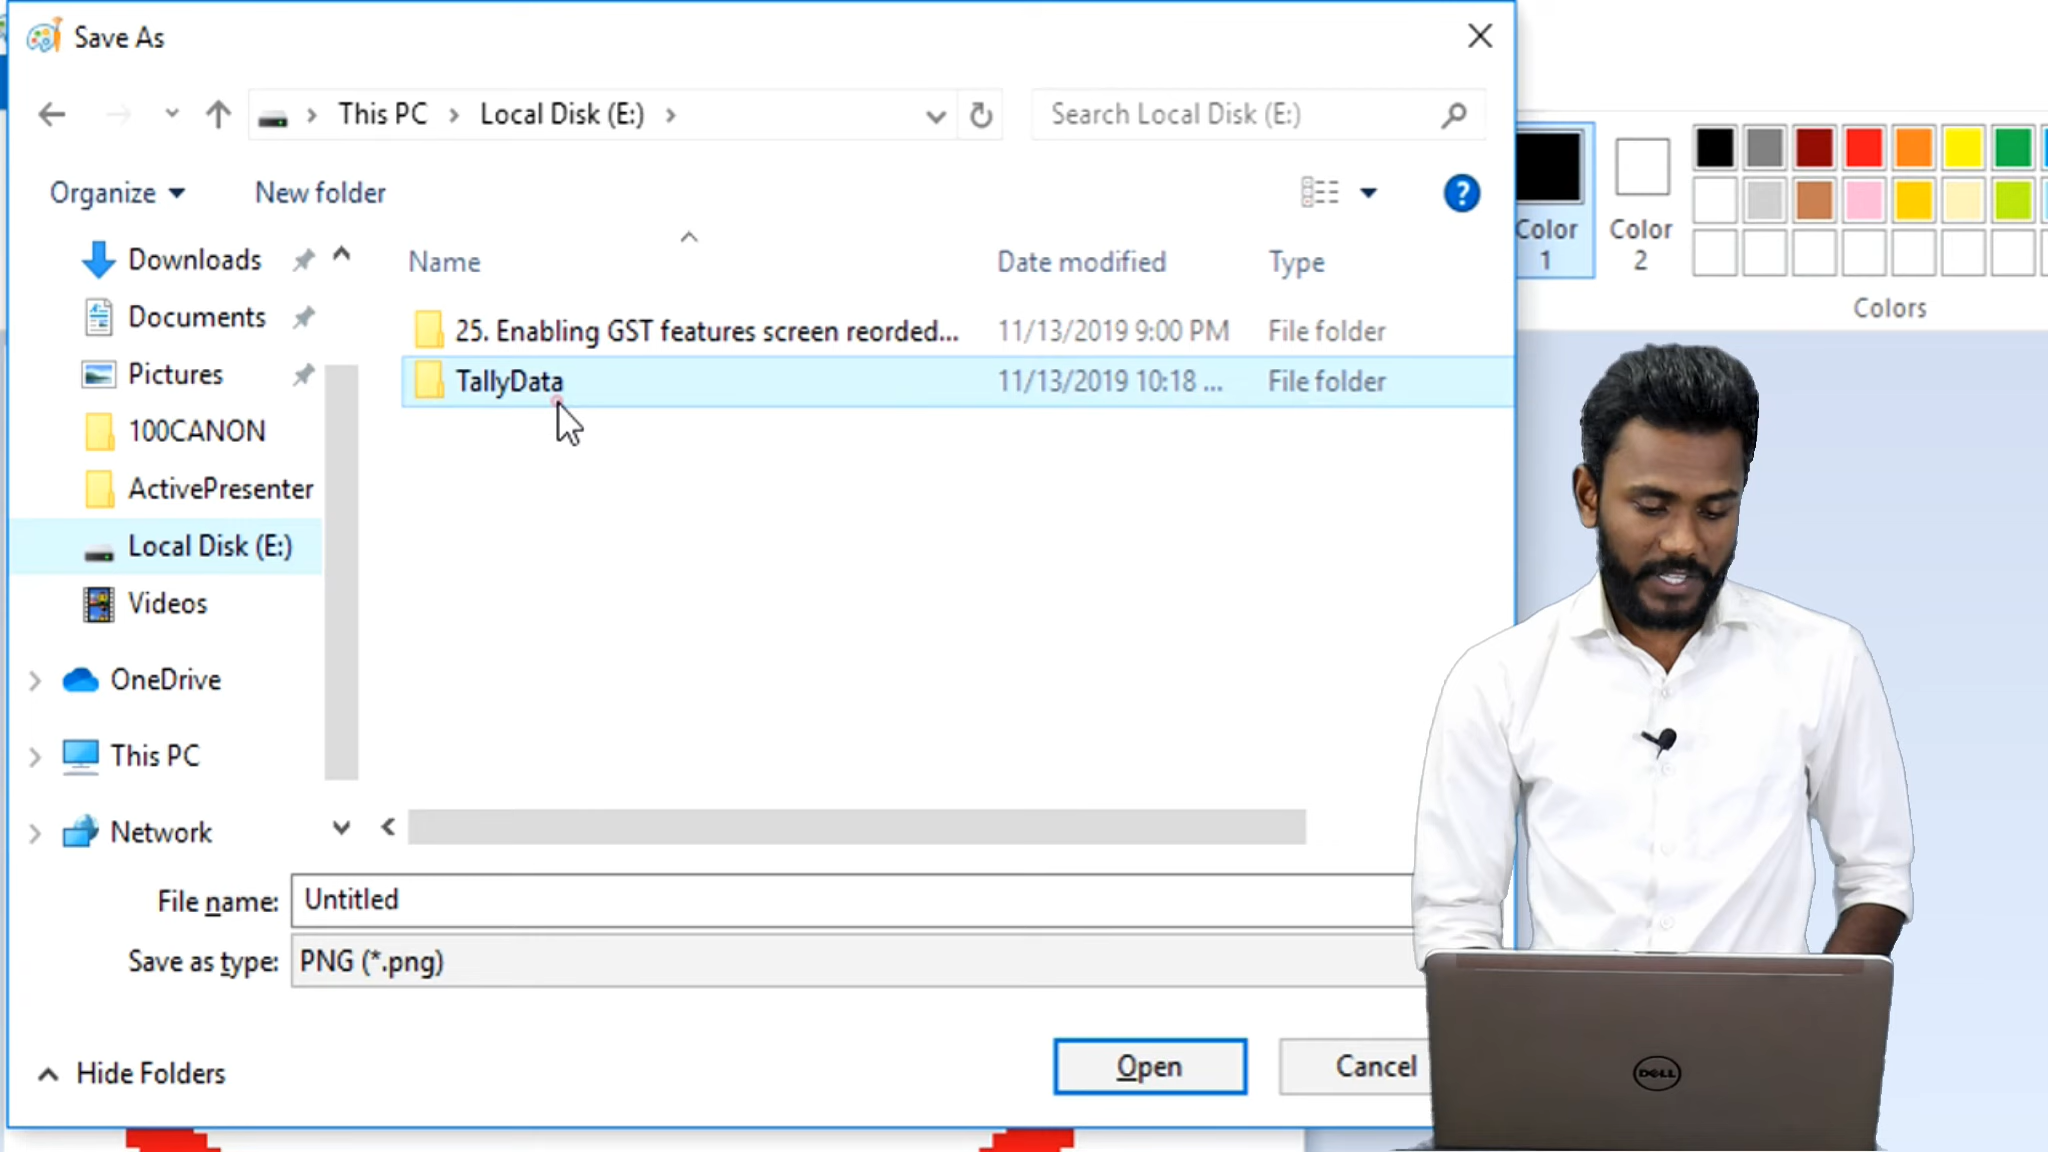 Save As
This PC
Local Disk (E:)
Search Local Disk (E:)
Organize
New folder
?
Name
Date modified
Type
Downloads
25. Enabling GST features screen reorded...
11/13/2019 9:00 PM
File folder
Documents
TallyData
11/13/2019 10:18 ...
File folder
Pictures
100CANON
ActivePresenter
Local Disk (E:)
Videos
OneDrive
This PC
Network
File name:
Untitled
Save as type:
PNG (*.png)
Hide Folders
Open
Cancel
Color
1
Color
2
Colors
DELL